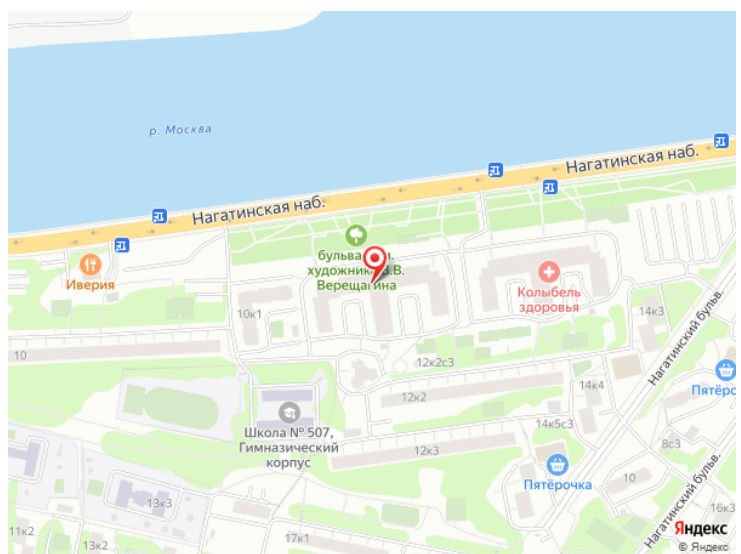 р. Москва
Нагатинская наб.
Нагатинская наб.
бульвар
художника В.В.
Верещагина
Иверия
Колыбель
здоровья
10к1
14к3
Нагатинский бульв.
10
12к2с3
Пятёро
14к4
12к2
Школа № 507,
Гимназический
корпус
14к5с3
8с3
12к3
Пятёрочка
10
Нагатинский бульв.
13к3
16к3
11к2
13к2
17к1
Яндекс
© Яндекс